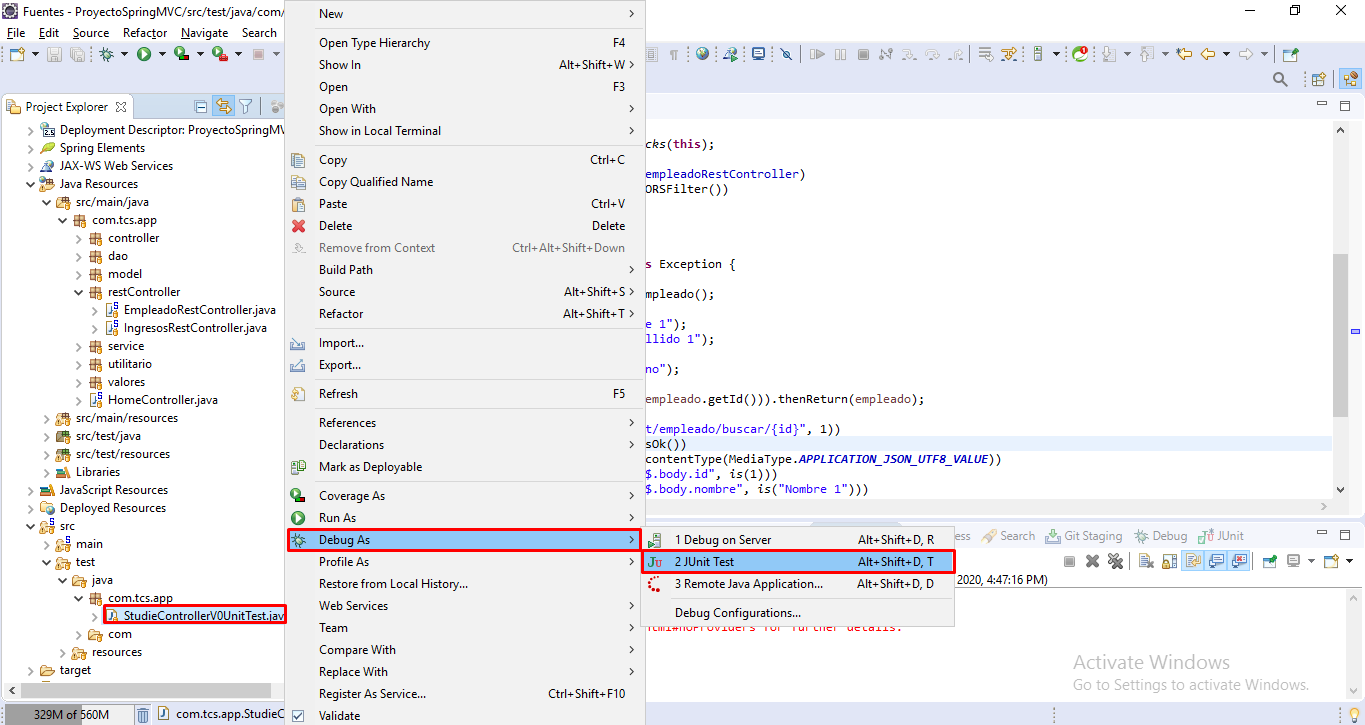 Fuentes - ProyectoSpringMVC/src/test/java/com/
File Edit Source Refactor Navigate Search
Project Explorer
Deployment Descriptor: ProyectoSpringMV
Spring Elements
JAX-WS Web Services
Java Resources
src/main/java
com.tcs.app
controller
dao
model
restController
EmpleadoRestController.java
IngresosRestController.java
service
utilitario
valores
HomeController.java
src/main/resources
src/test/java
src/test/resources
Libraries
JavaScript Resources
Deployed Resources
src
main
test
java
com.tcs.app
StudieControllerV0UnitTest.jav
com
resources
target
329M of 560M
com.tcs.app.StudieC
New
Open Type Hierarchy F4
Show In Alt+Shift+W
Open F3
Open With
Show in Local Terminal
Copy Ctrl+C
Copy Qualified Name
Paste Ctrl+V
Delete Delete
Remove from Context Ctrl+Alt+Shift+Down
Build Path
Source Alt+Shift+S
Refactor Alt+Shift+T
Import...
Export...
Refresh F5
References
Declarations
Mark as Deployable
Coverage As
Run As
Debug As
Profile As
Restore from Local History...
Web Services
Team
Compare With
Replace With
Register As Service... Ctrl+Shift+F10
Validate
1 Debug on Server Alt+Shift+D, R
2 JUnit Test Alt+Shift+D, T
3 Remote Java Application... Alt+Shift+D, D
Debug Configurations...
cks(this);
empleadoRestController)
ORSFilter())
s Exception {
mpleado();
e 1");
llido 1");
no");
empleado.getId())).thenReturn(empleado);
t/empleado/buscar/{id}", 1))
sOk())
contentType(MediaType.APPLICATION_JSON_UTF8_VALUE))
$.body.id", is(1)))
$.body.nombre", is("Nombre 1")))
ess Search Git Staging Debug JUnit
2020, 4:47:16 PM)
for further details.
Activate Windows
Go to Settings to activate Windows.